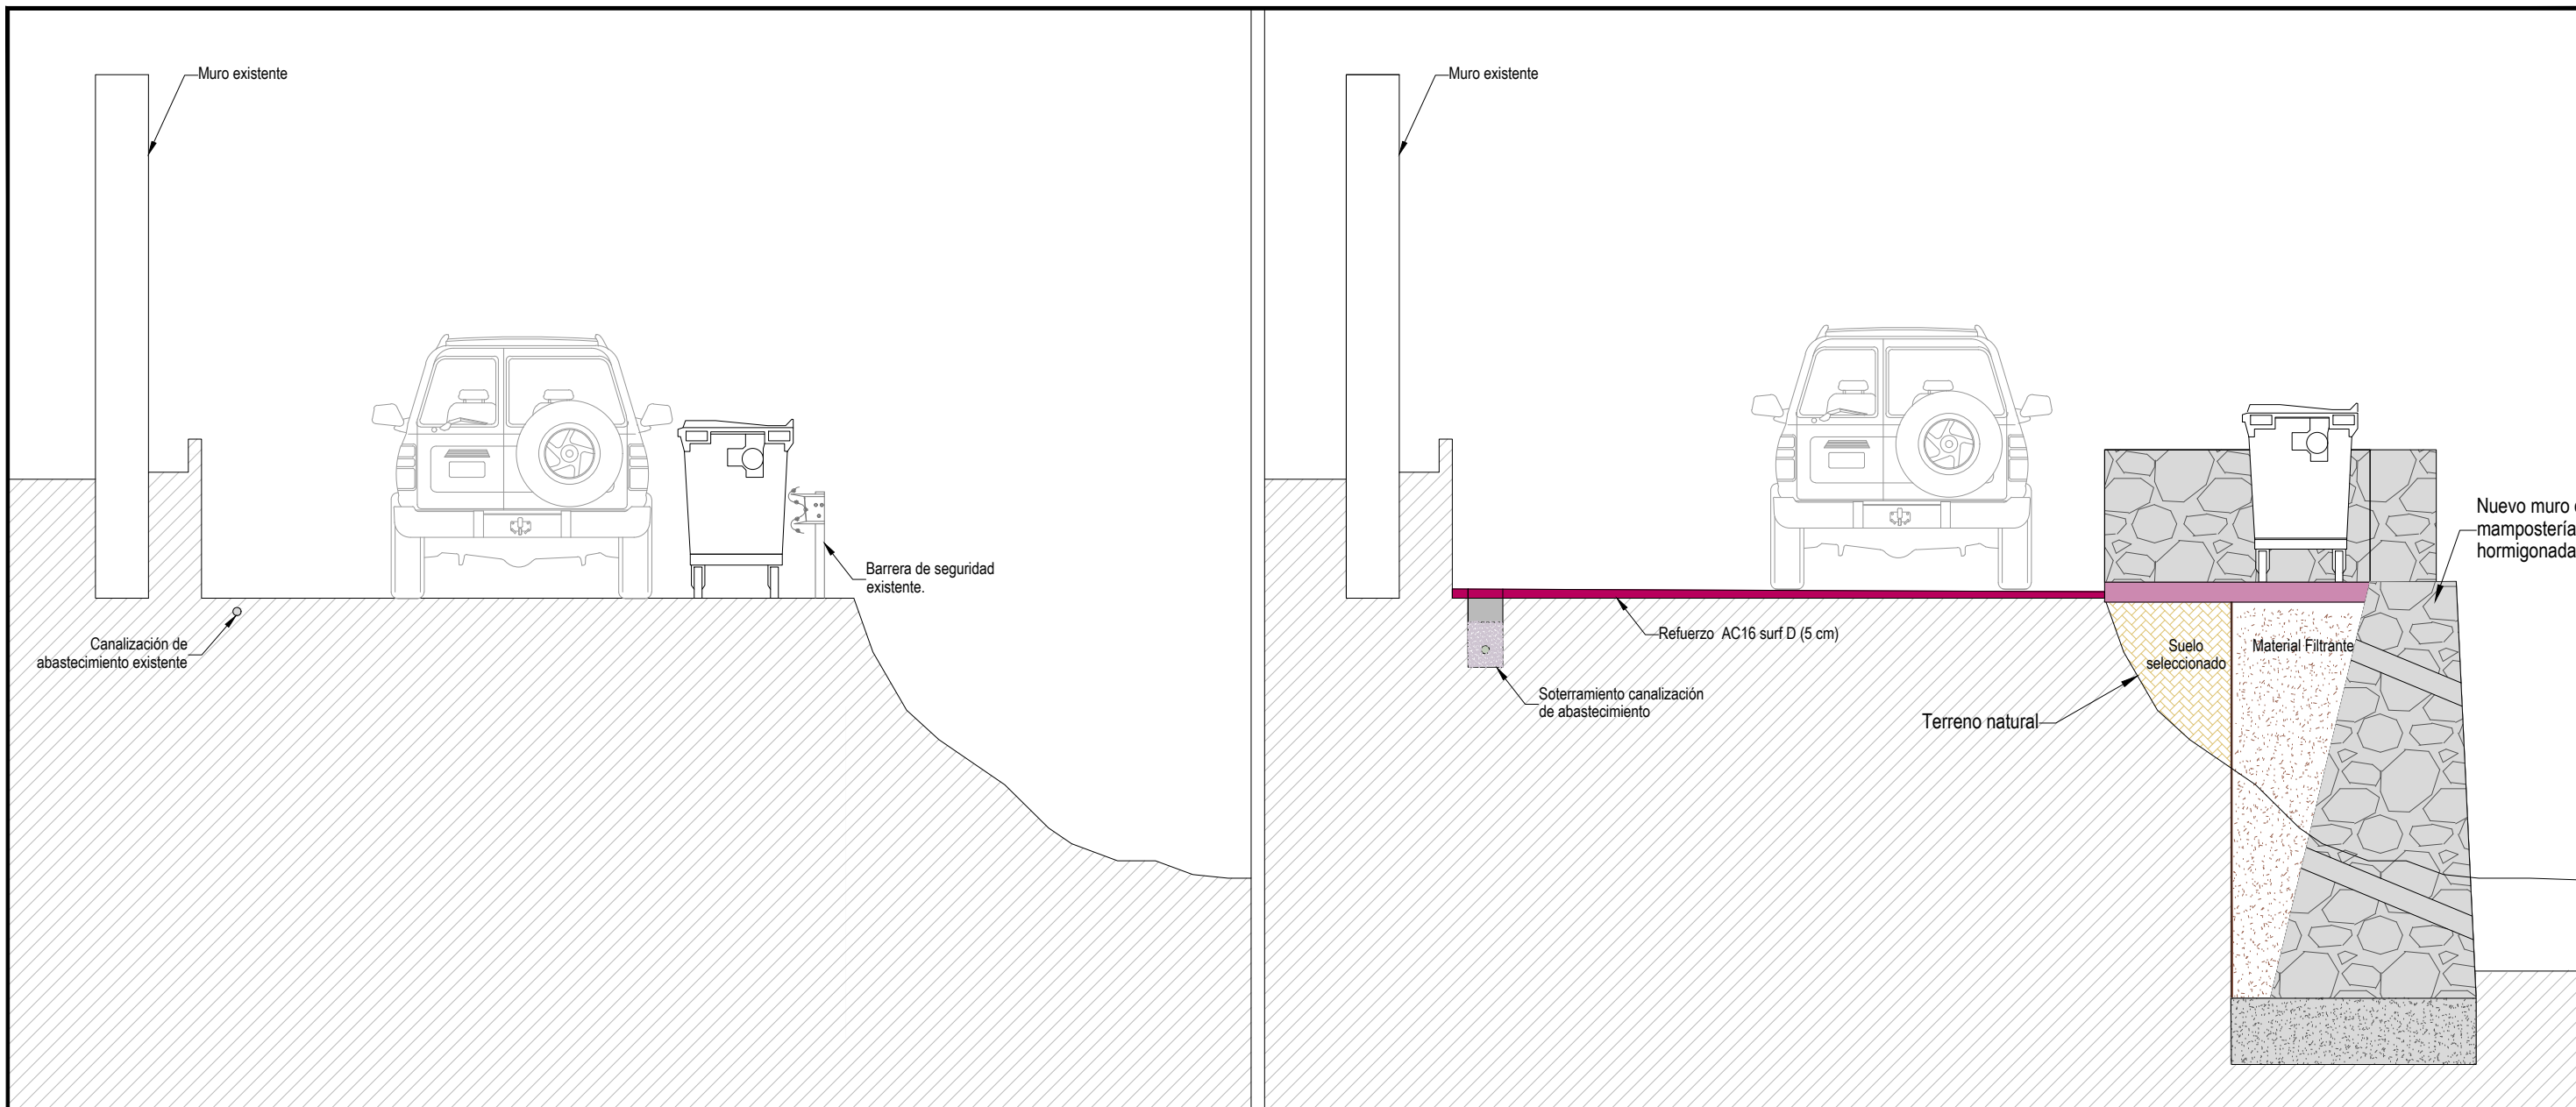 Muro existente
Barrera de seguridad
existente.
Canalización de
abastecimiento existente
Muro existente
Nuevo muro
mampostería
hormigonada
Refuerzo AC16 surf D (5 cm)
Suelo
seleccionado
Material Filtrante
Soterramiento canalización
de abastecimiento
Terreno natural